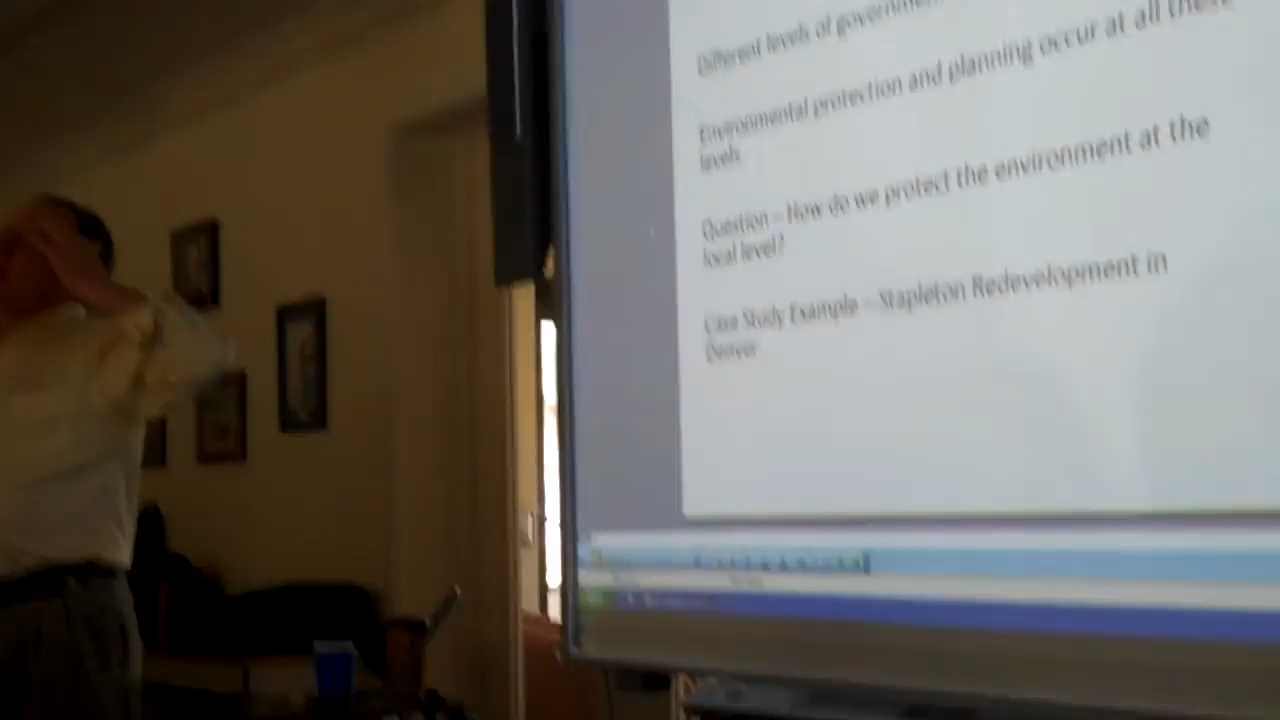 Different levels of government
Environmental protection and planning occur at all these
levels
Question – How do we protect the environment at the
local level?
Case Study Example – Stapleton Redevelopment in
Denver